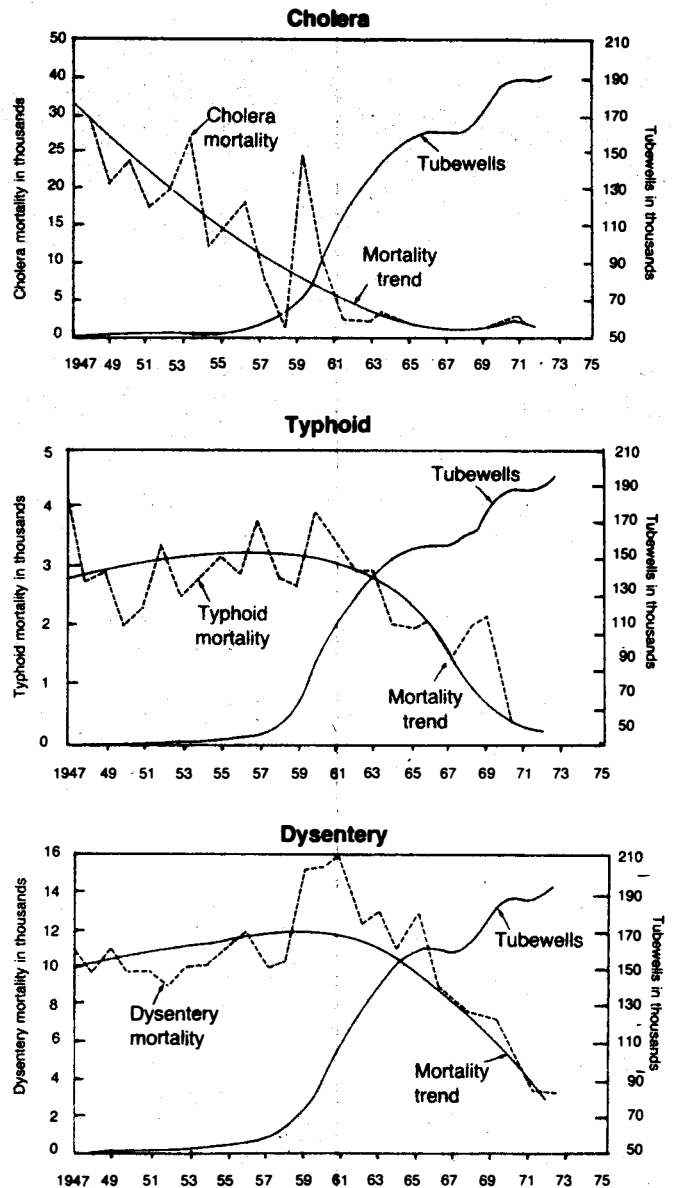 Cholera
50
40
30
25
20
15
10
5
0
Cholera mortality in thousands
Cholera
mortality
Tubewells
Mortality
trend
210
190
170
150
130
110
90
70
50
Tubewells in thousands
1947 49 51 53 55 57 59 61 63 65 67 69 71 73 75
Typhoid
5
4
3
2
1
0
Typhoid mortality in thousands
Tubewells
Typhoid
mortality
Mortality
trend
210
190
170
150
130
110
90
70
50
Tubewells in thousands
1947 49 51 53 55 57 59 61 63 65 67 69 71 73 75
Dysentery
16
14
12
10
8
6
4
2
0
Dysentery mortality in thousands
Dysentery
mortality
Tubewells
Mortality
trend
210
190
170
150
130
110
90
70
50
Tubewells in thousands
1947 49 51 53 55 57 59 61 63 65 67 69 71 73 75